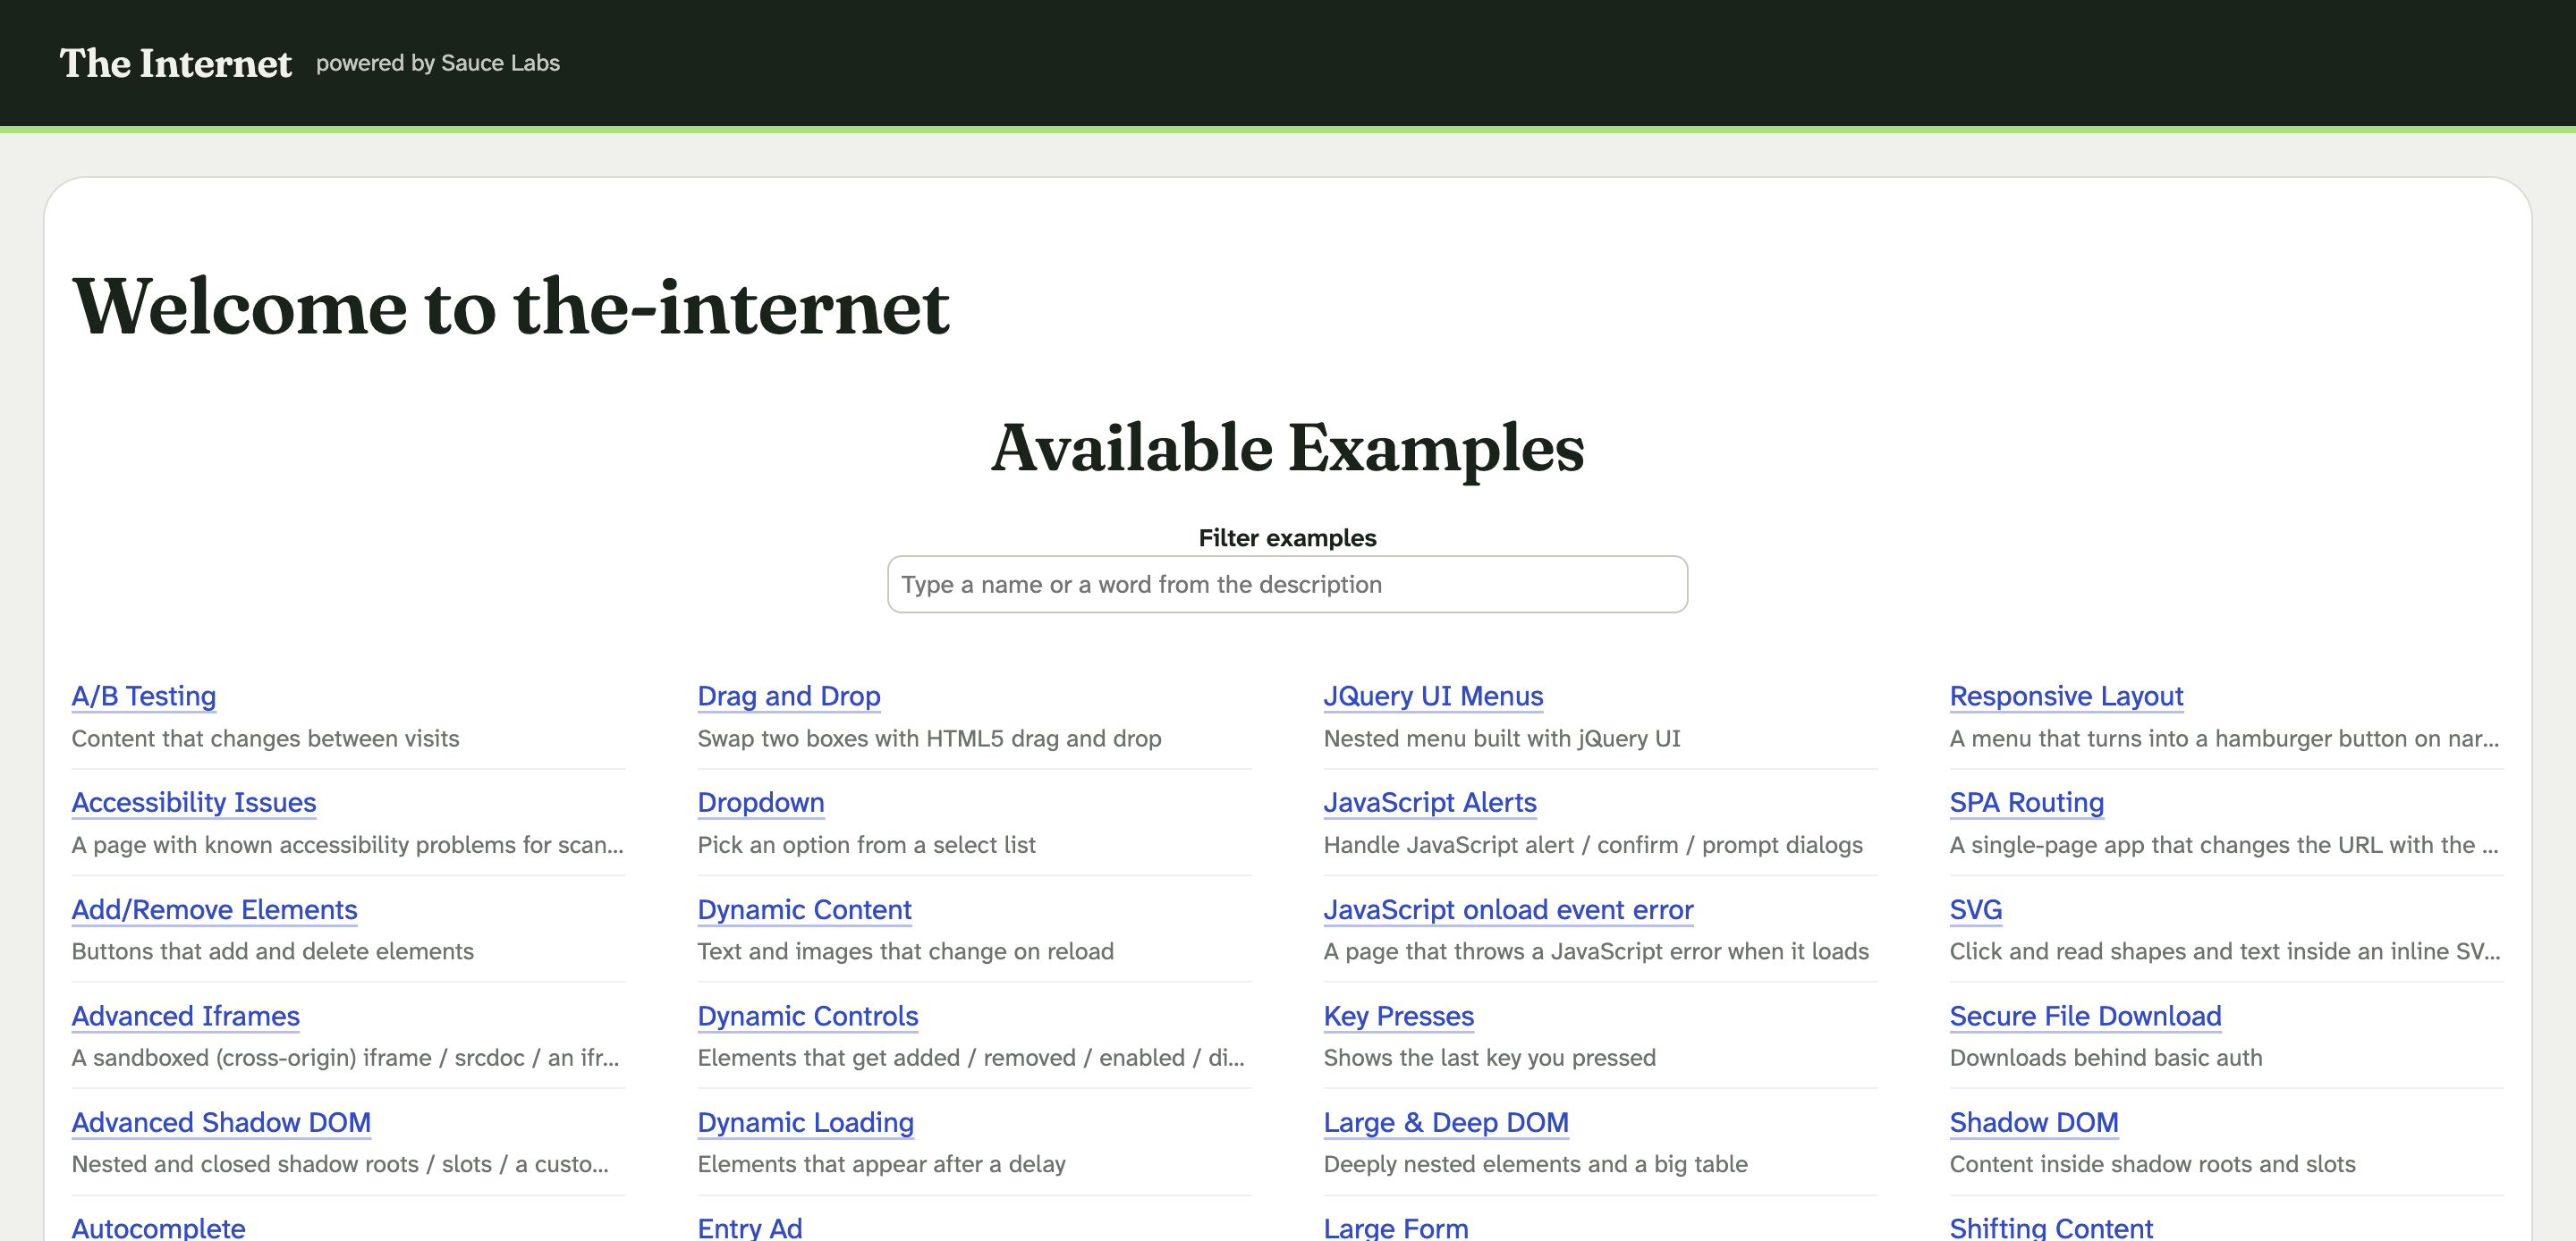 The Internet powered by Sauce Labs
Welcome to the-internet
Available Examples
Filter examples
Type a name or a word from the description
A/B Testing
Content that changes between visits
Accessibility Issues
A page with known accessibility problems for scan...
Add/Remove Elements
Buttons that add and delete elements
Advanced Iframes
A sandboxed (cross-origin) iframe / srcdoc / an ifr...
Advanced Shadow DOM
Nested and closed shadow roots / slots / a custo...
Autocomplete
Drag and Drop
Swap two boxes with HTML5 drag and drop
Dropdown
Pick an option from a select list
Dynamic Content
Text and images that change on reload
Dynamic Controls
Elements that get added / removed / enabled / di...
Dynamic Loading
Elements that appear after a delay
Entry Ad
JQuery UI Menus
Nested menu built with jQuery UI
JavaScript Alerts
Handle JavaScript alert / confirm / prompt dialogs
JavaScript onload event error
A page that throws a JavaScript error when it loads
Key Presses
Shows the last key you pressed
Large & Deep DOM
Deeply nested elements and a big table
Large Form
Responsive Layout
A menu that turns into a hamburger button on nar...
SPA Routing
A single-page app that changes the URL with the ...
SVG
Click and read shapes and text inside an inline SV...
Secure File Download
Downloads behind basic auth
Shadow DOM
Content inside shadow roots and slots
Shifting Content